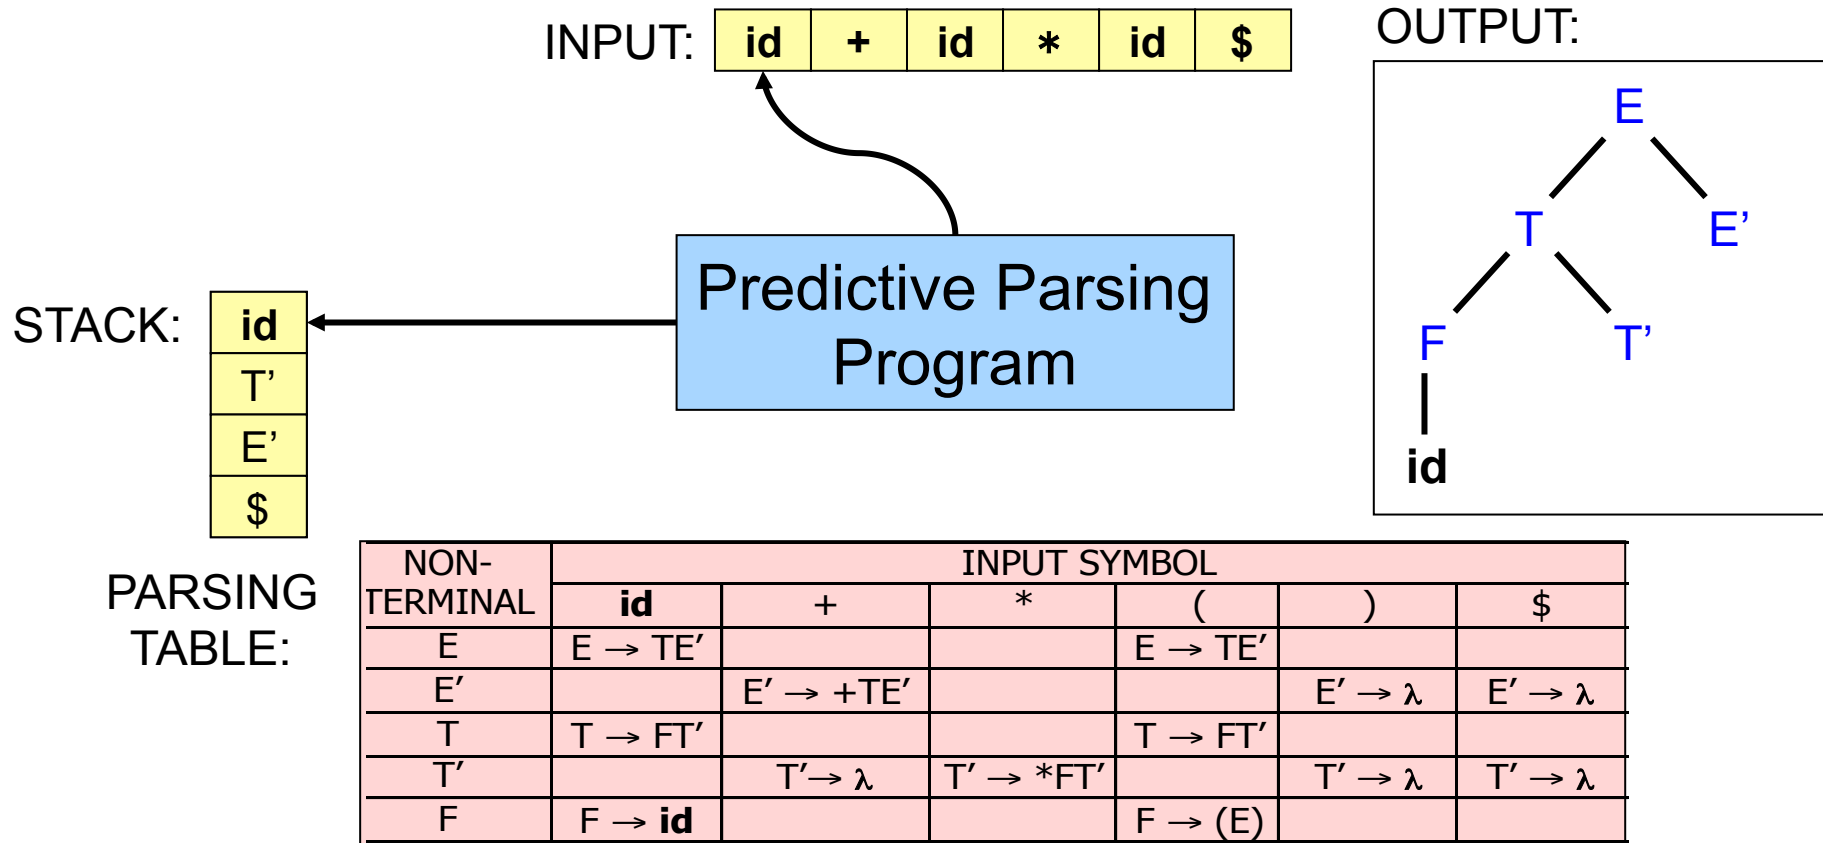 INPUT: id + id * id $
OUTPUT:
E
T E’
F T’
id
Predictive Parsing
Program
STACK: id
T’
E’
$
PARSING
TABLE:
NON-TERMINAL INPUT SYMBOL
id + * ( ) $
E E → TE′ E → TE′
E′ E′ → +TE′ E′ → λ E′ → λ
T T → FT′ T → FT′
T′ T′→ λ T′ → *FT′ T′ → λ T′ → λ
F F → id F → (E)